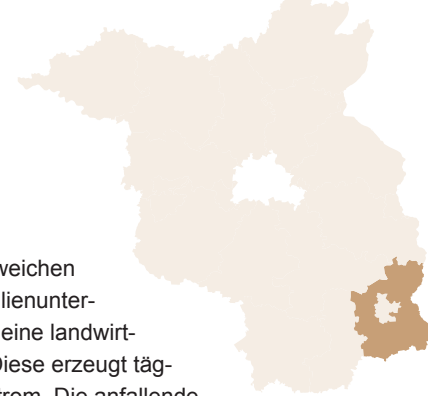 weichen
lienunter-
eine landwirt-
Diese erzeugt täg-
trom. Die anfallende